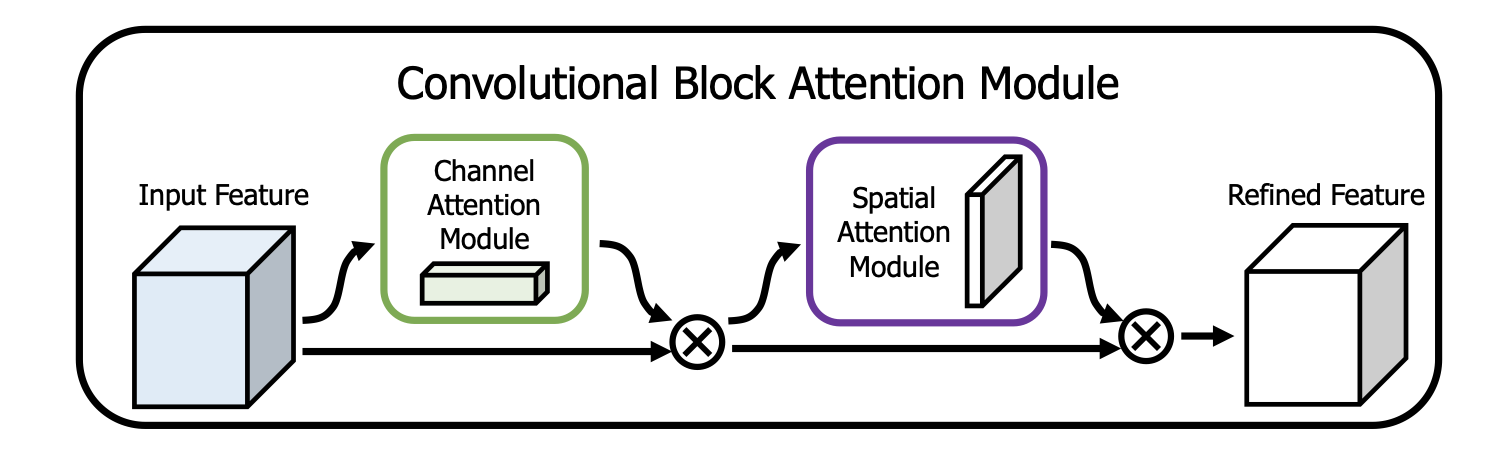 Convolutional Block Attention Module
Input Feature
Channel
Attention
Module
Spatial
Attention
Module
Refined Feature